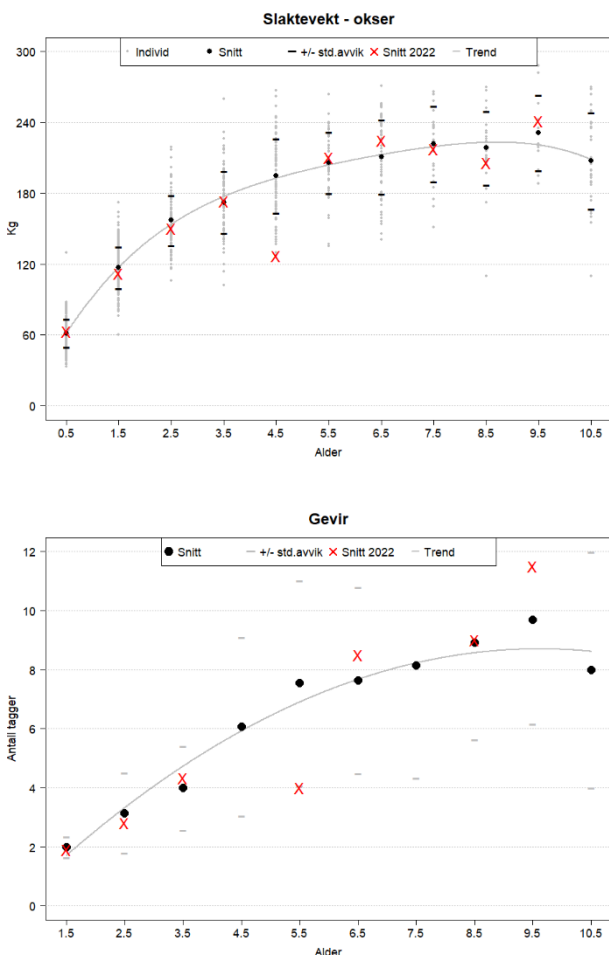 Slaktevekt - okser
Individ Snitt +/- std.avvik Snitt 2022 Trend
300
240
180
120
60
0
Kg
0.5 1.5 2.5 3.5 4.5 5.5 6.5 7.5 8.5 9.5 10.5
Alder
Gevir
Snitt +/- std.avvik Snitt 2022 Trend
12
10
8
6
4
2
0
Antall tagger
1.5 2.5 3.5 4.5 5.5 6.5 7.5 8.5 9.5 10.5
Alder